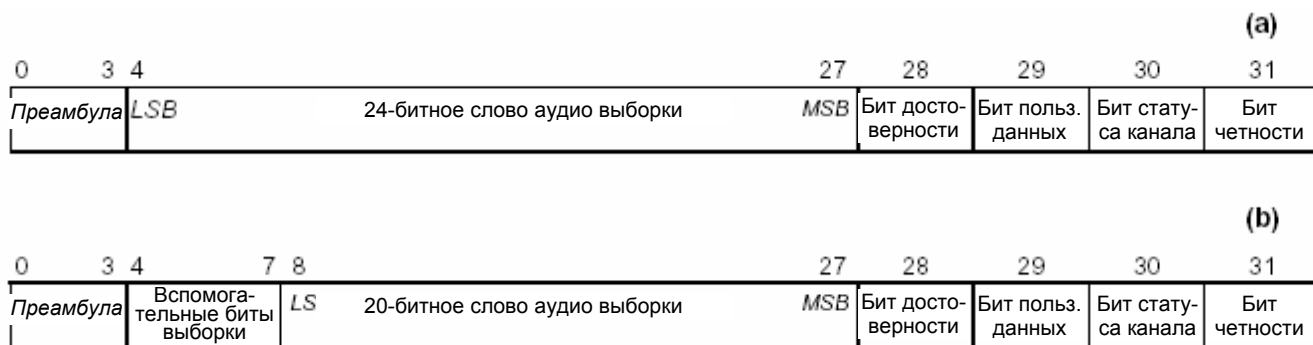 (a)
0 3 4 27 28 29 30 31
Преамбула LSB 24-битное слово аудио выборки MSB Бит досто- Бит польз. Бит стату- Бит
верности данных са канала четности
(b)
0 3 4 7 8 27 28 29 30 31
Преамбула Вспомога- LS 20-битное слово аудио выборки MSB Бит досто- Бит польз. Бит стату- Бит
тельные биты верности данных са канала четности
выборки